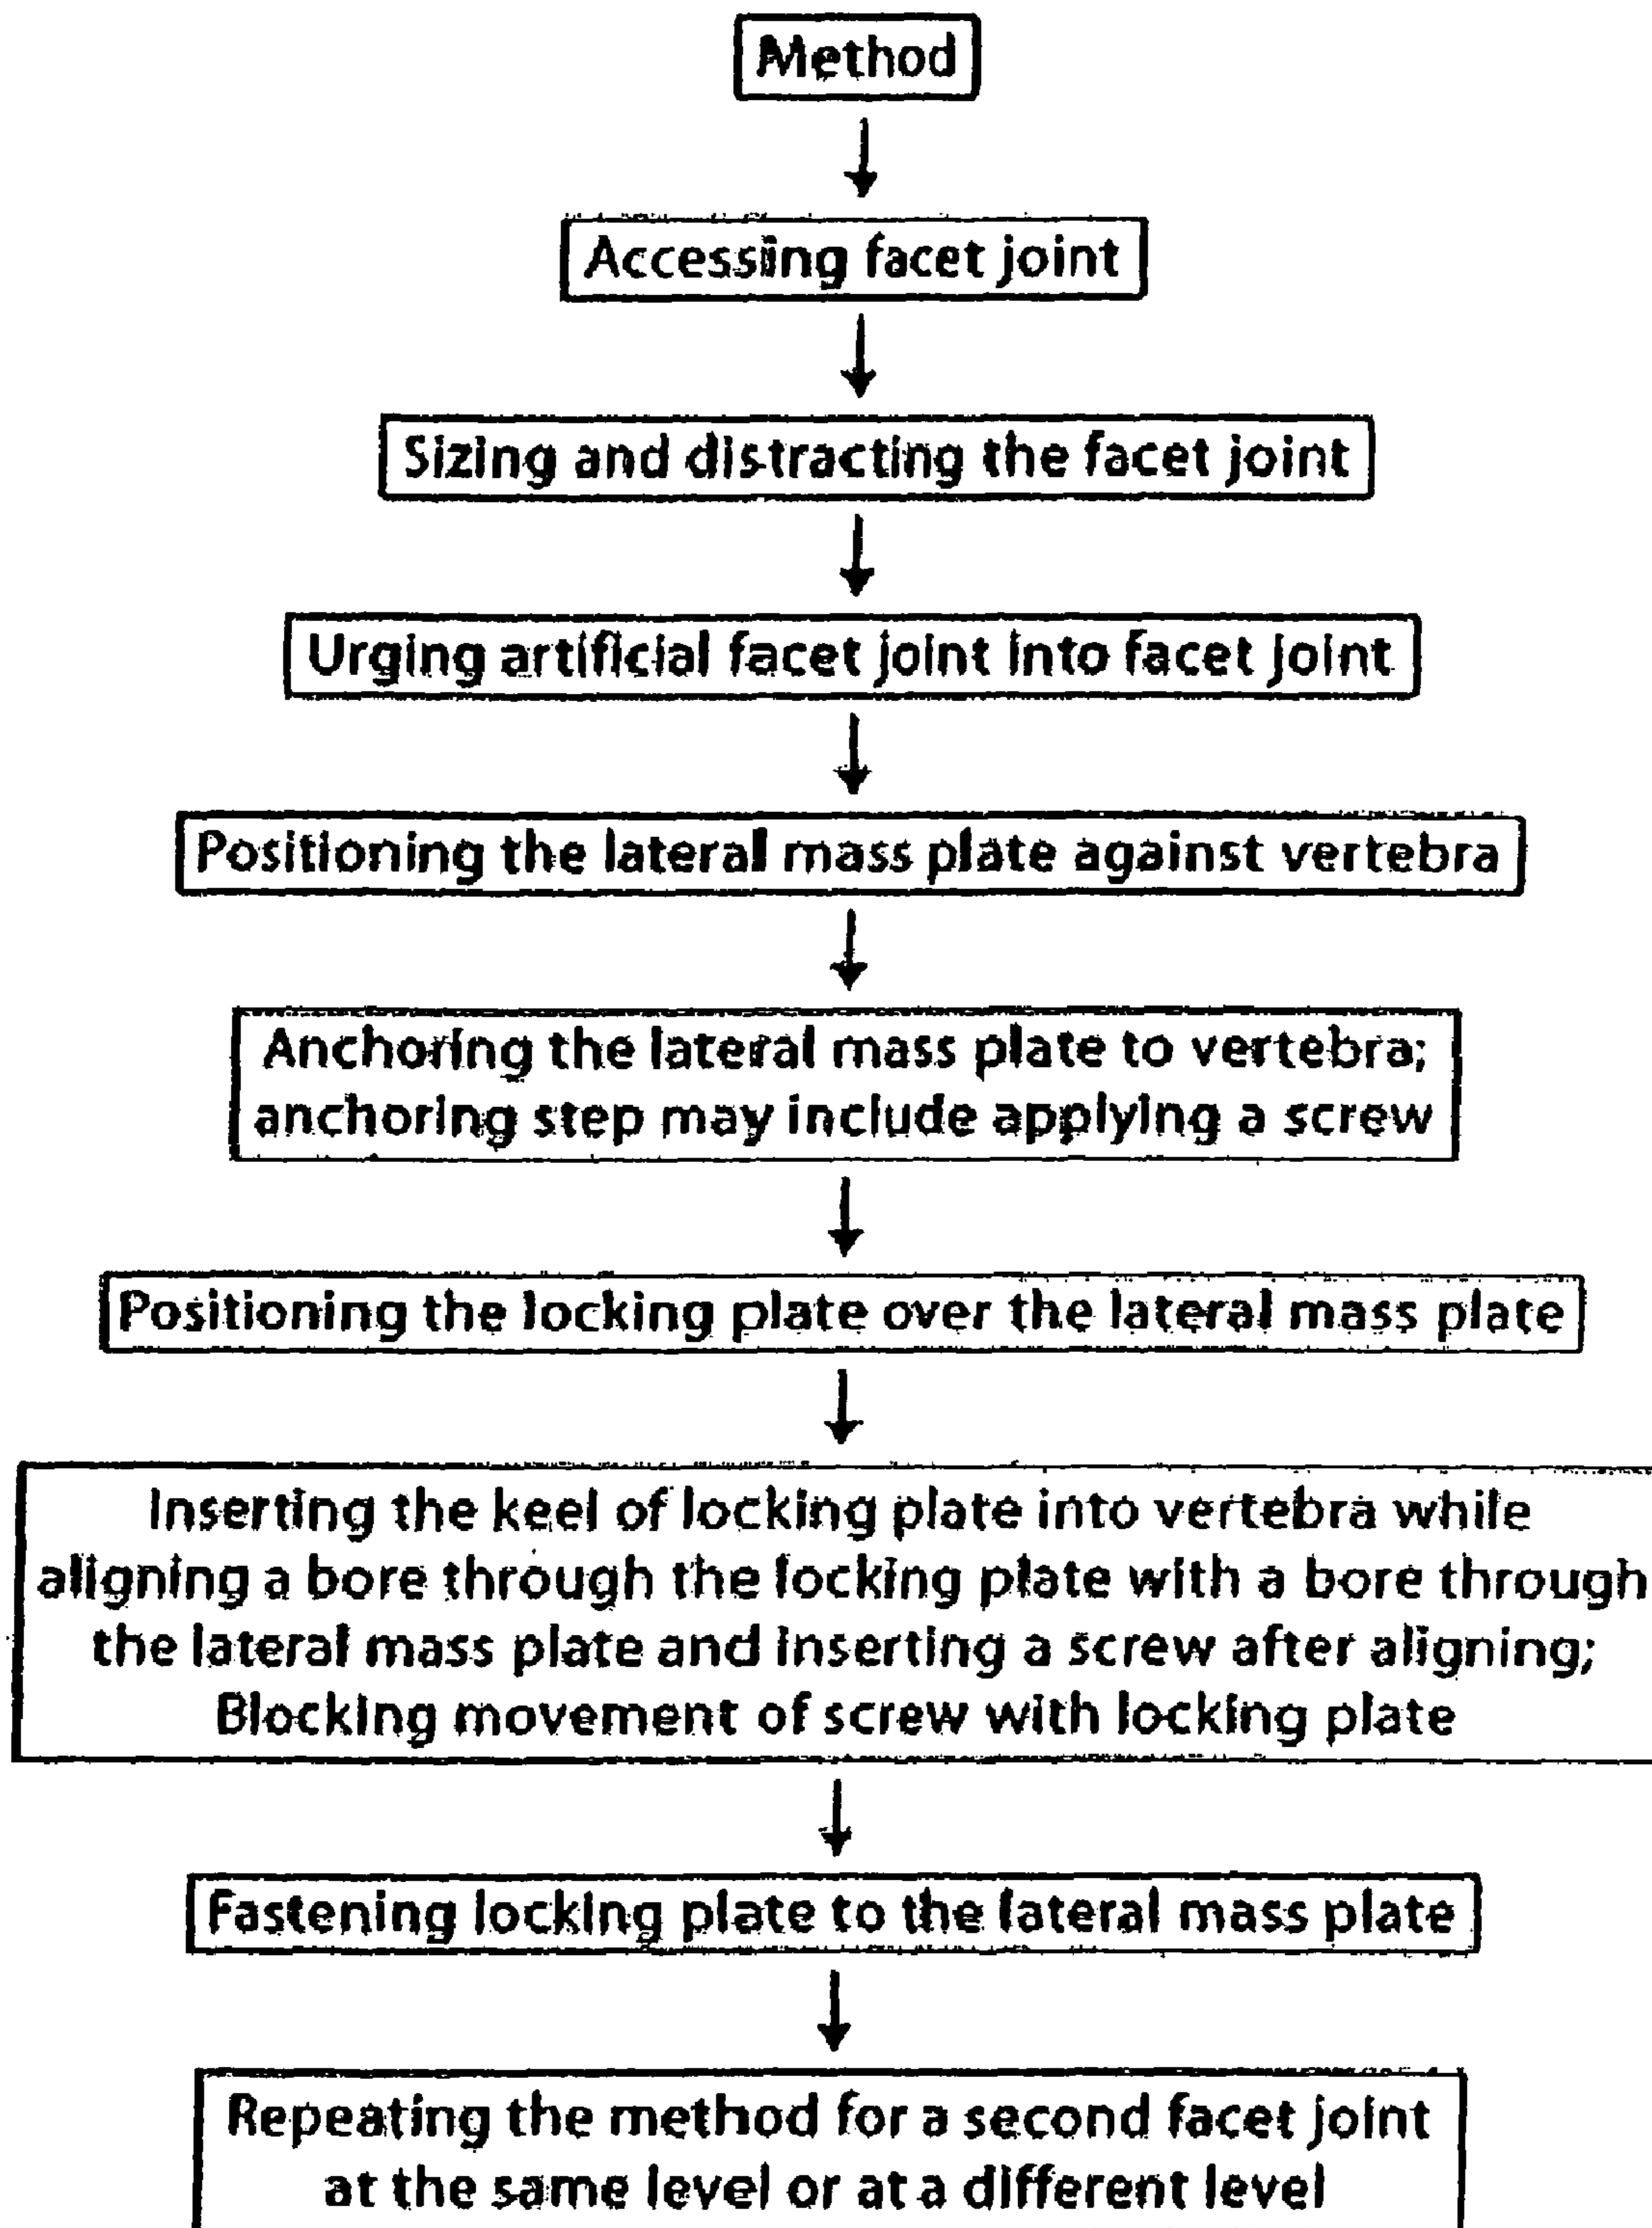 Method
Accessing facet joint
Sizing and distracting the facet joint
Urging artificial facet joint into facet joint
Positioning the lateral mass plate against vertebra
Anchoring the lateral mass plate to vertebra;
anchoring step may include applying a screw
Positioning the locking plate over the lateral mass plate
Inserting the keel of locking plate into vertebra while
aligning a bore through the locking plate with a bore through
the lateral mass plate and inserting a screw after aligning;
Blocking movement of screw with locking plate
Fastening locking plate to the lateral mass plate
Repeating the method for a second facet joint
at the same level or at a different level